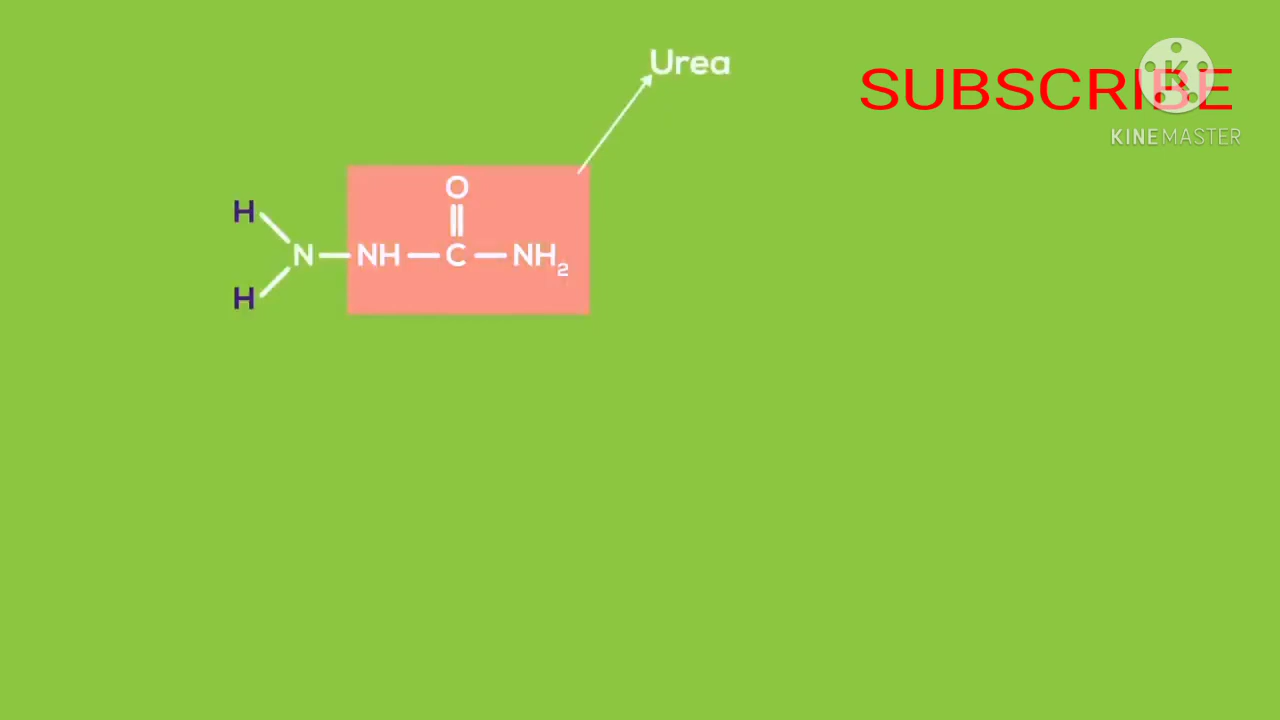 Urea
SUBSCRIBE
KINEMASTER
O
H
N NH C NH₂
H